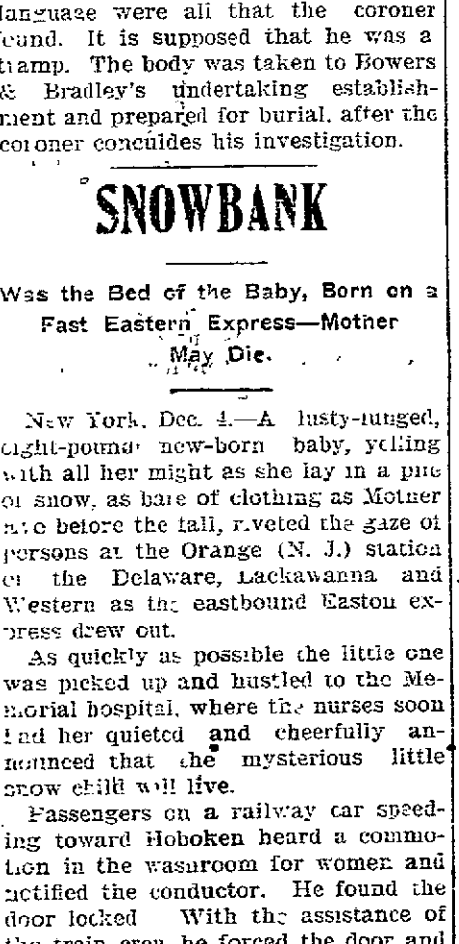 language were all that the coroner
found. It is supposed that he was a
tramp. The body was taken to Bowers
& Bradley's undertaking establish-
ment and prepared for burial, after the
coroner concludes his investigation.
SNOWBANK
Was the Bed of the Baby, Born on a
Fast Eastern Express—Mother
May Die.
New York, Dec. 4.—A lusty-lunged,
eight-pound new-born baby, yelling
with all her might as she lay in a pile
of snow, as bare of clothing as Mother
Eve before the fall, riveted the gaze of
persons at the Orange (N. J.) station
of the Delaware, Lackawanna and
Western as the eastbound Easton ex-
press drew out.
As quickly as possible the little one
was picked up and hustled to the Me-
morial hospital, where the nurses soon
had her quieted and cheerfully an-
nounced that the mysterious little
snow child will live.
Passengers on a railway car speed-
ing toward Hoboken heard a commo-
tion in the washroom for women and
notified the conductor. He found the
door locked With the assistance of
the train crew he forced the door and